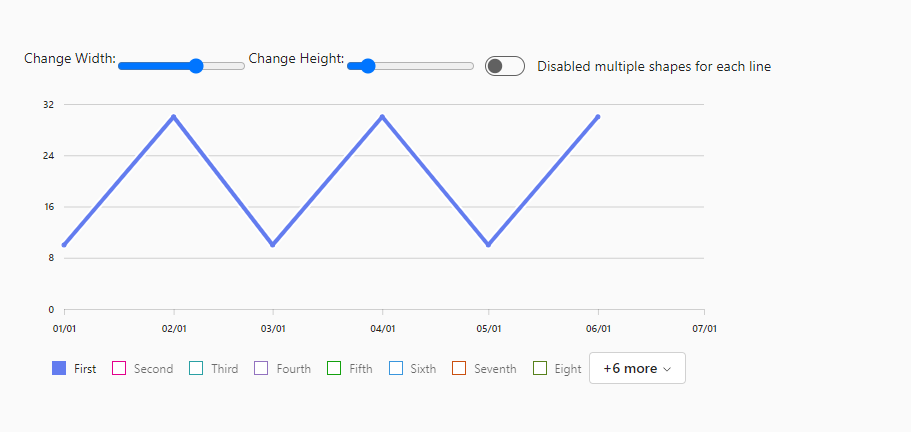 Change Width: Change Height: Disabled multiple shapes for each line
32
24
16
8
0
01/01 02/01 03/01 04/01 05/01 06/01 07/01
First Second Third Fourth Fifth Sixth Seventh Eight +6 more